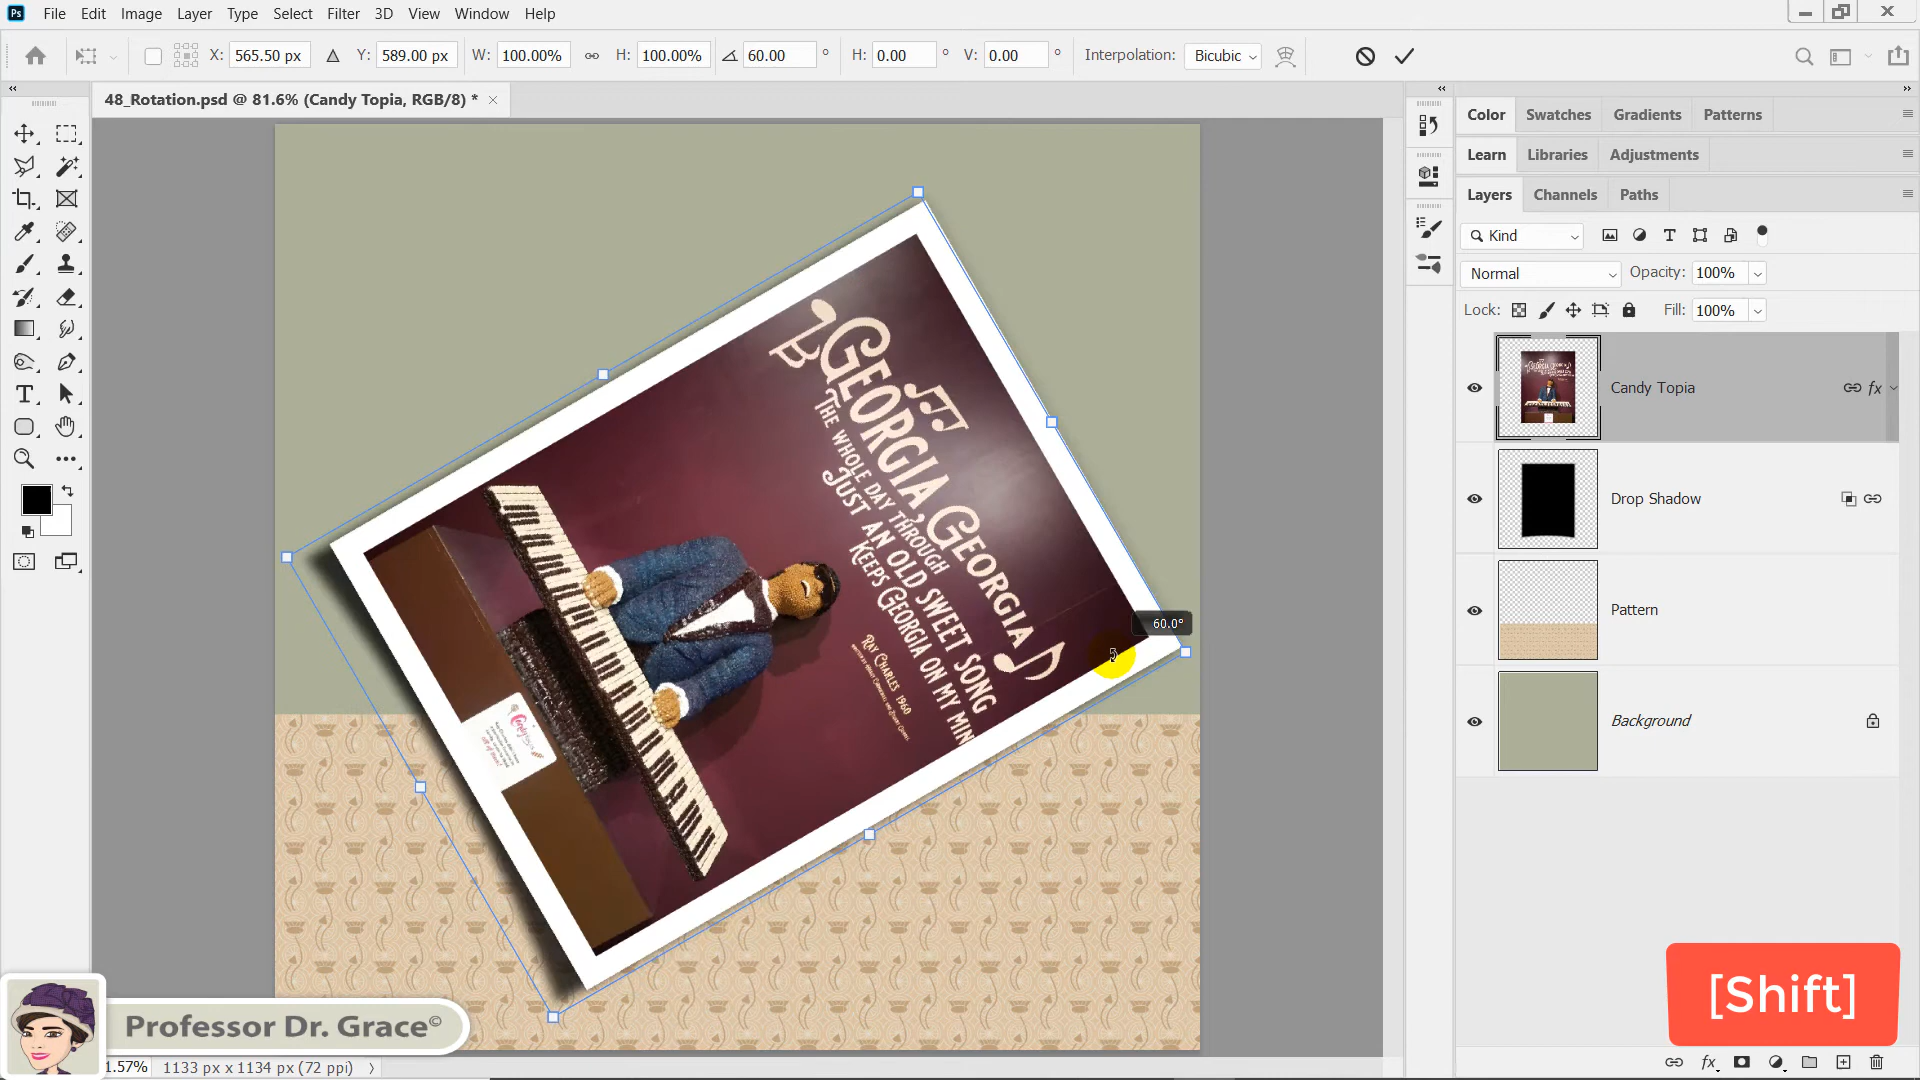 Ps File Edit Image Layer Type Select Filter 3D View Window Help
X: 565.50 px Y: 589.00 px W: 100.00% H: 100.00% 60.00 ° H: 0.00 ° V: 0.00 ° Interpolation: Bicubic
48_Rotation.psd @ 81.6% (Candy Topia, RGB/8) * ×
Color Swatches Gradients Patterns
Learn Libraries Adjustments
Layers Channels Paths
Kind
Normal Opacity: 100%
Lock: Fill: 100%
Candy Topia fx
Drop Shadow
Pattern
Background
GEORGIA, GEORGIA
THE WHOLE DAY THROUGH
JUST AN OLD SWEET SONG
KEEPS GEORGIA ON MY MIN
RAY CHARLES 1960
60.0°
[Shift]
Professor Dr. Grace©
1.57% 1133 px x 1134 px (72 ppi)
fx